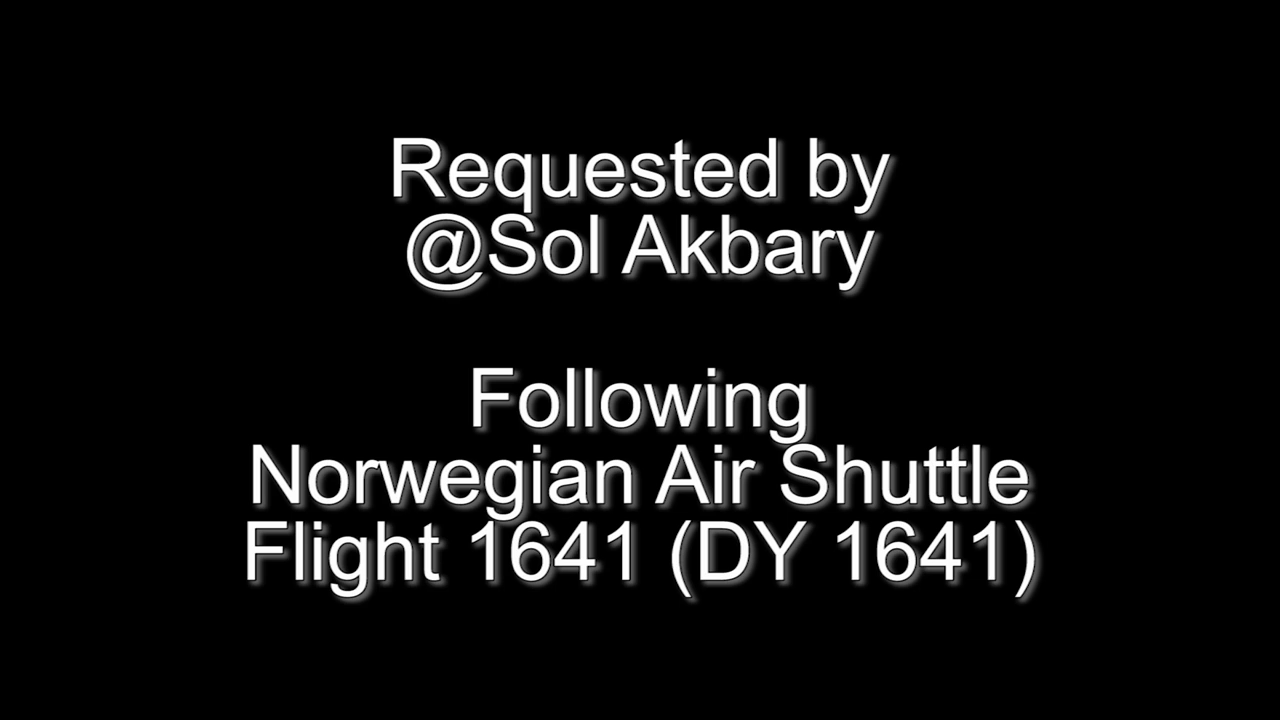 Requested by
@Sol Akbary
Following
Norwegian Air Shuttle
Flight 1641 (DY 1641)